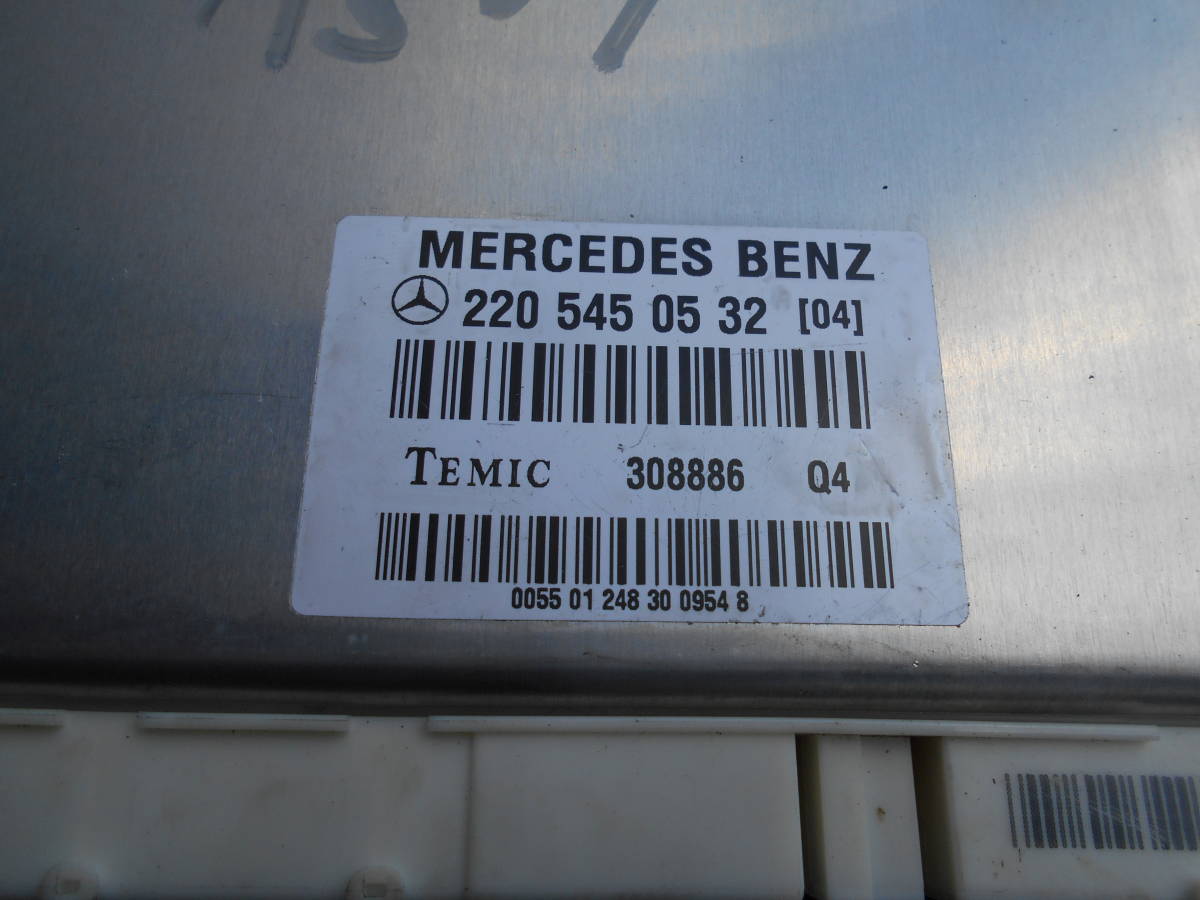 MERCEDES BENZ
220 545 05 32 [04]
TEMIC 308886 Q4
0055 01 248 30 0954 8